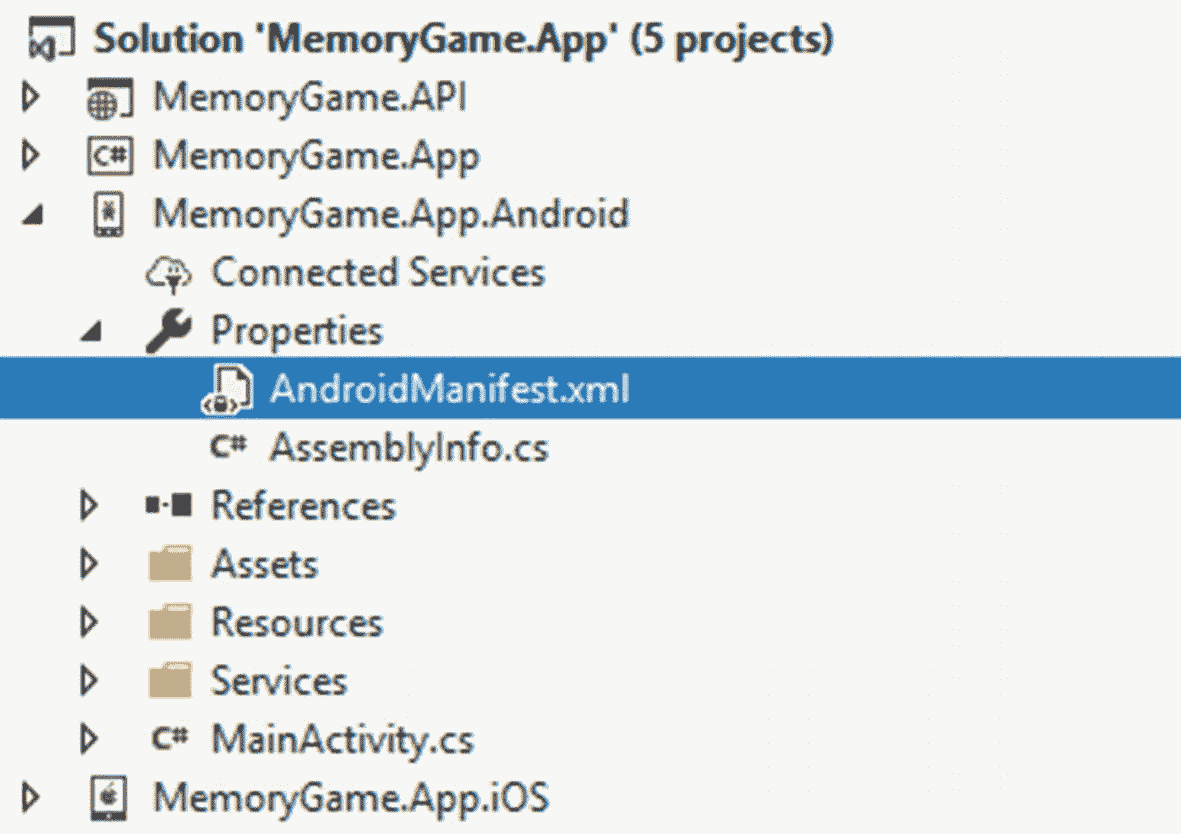 Solution 'MemoryGame.App' (5 projects)
MemoryGame.API
C# MemoryGame.App
MemoryGame.App.Android
Connected Services
Properties
AndroidManifest.xml
C# AssemblyInfo.cs
References
Assets
Resources
Services
C# MainActivity.cs
MemoryGame.App.iOS